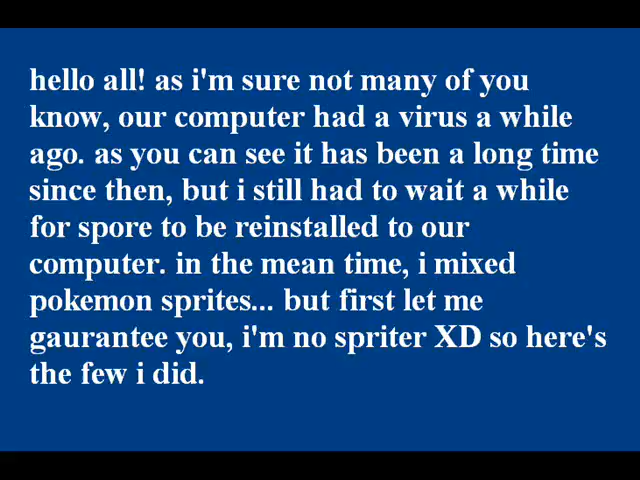 hello all! as i'm sure not many of you
know, our computer had a virus a while
ago. as you can see it has been a long time
since then, but i still had to wait a while
for spore to be reinstalled to our
computer. in the mean time, i mixed
pokemon sprites... but first let me
gaurantee you, i'm no spriter XD so here's
the few i did.